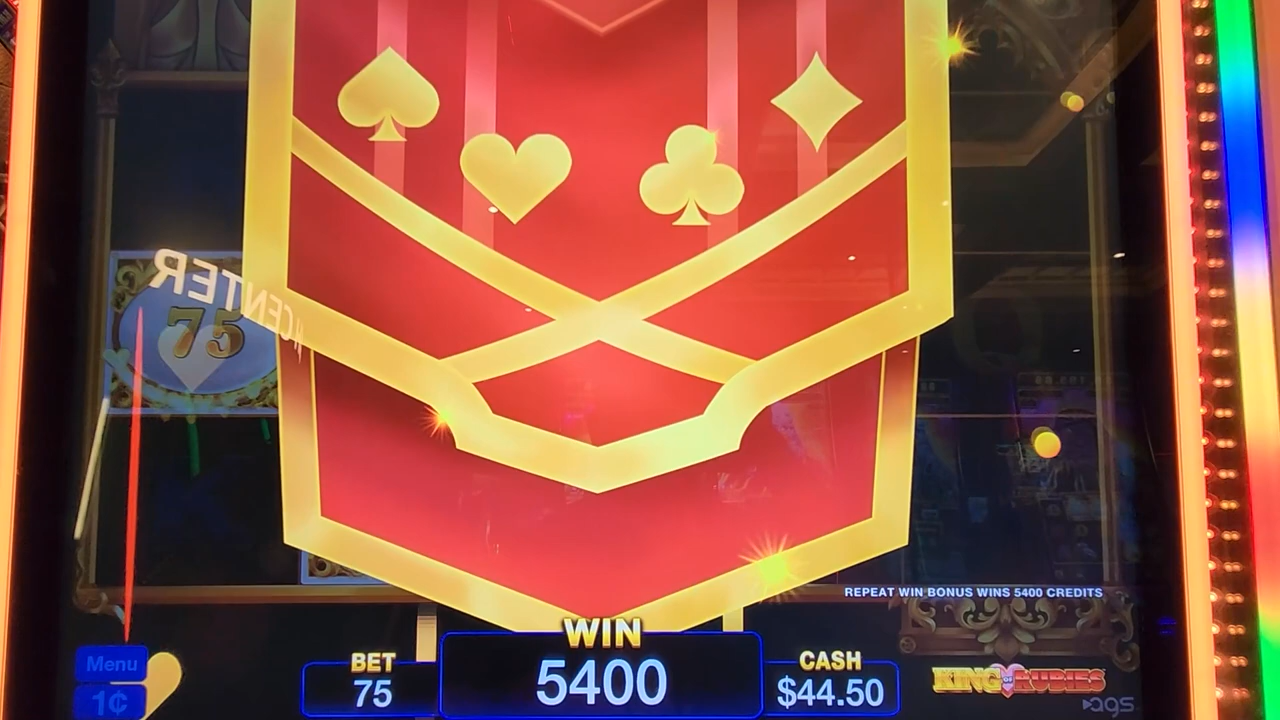 CENTER
75
REPEAT WIN BONUS WINS 5400 CREDITS
Menu
1¢
BET
75
WIN
5400
CASH
$44.50
KING OF RUBIES
ags